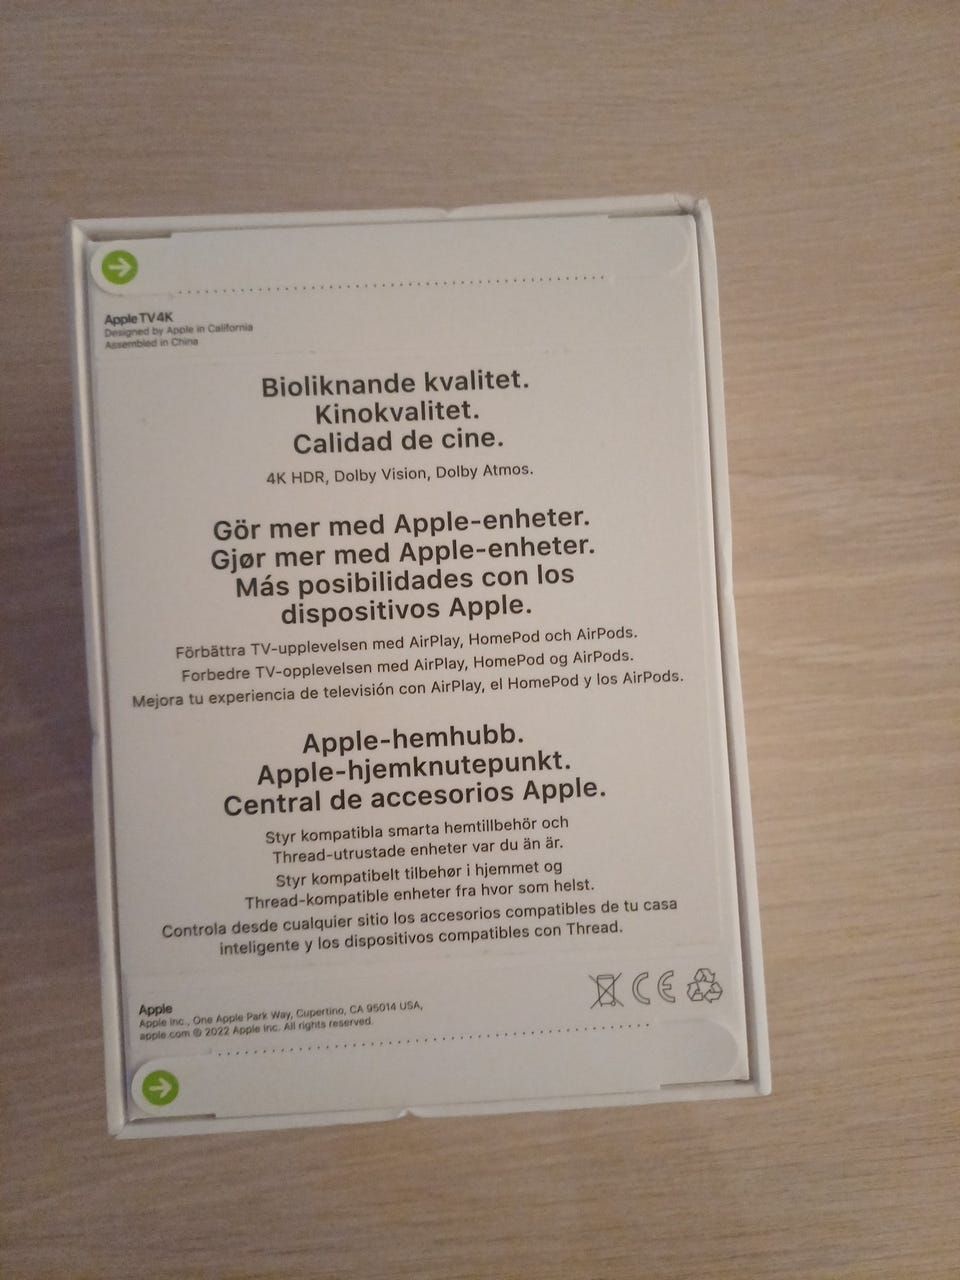 Apple TV 4K
Designed by Apple in California
Assembled in China
Bioliknande kvalitet.
Kinokvalitet.
Calidad de cine.
4K HDR, Dolby Vision, Dolby Atmos.
Gör mer med Apple-enheter.
Gjør mer med Apple-enheter.
Más posibilidades con los
dispositivos Apple.
Förbättra TV-upplevelsen med AirPlay, HomePod och AirPods.
Forbedre TV-opplevelsen med AirPlay, HomePod og AirPods.
Mejora tu experiencia de televisión con AirPlay, el HomePod y los AirPods.
Apple-hemhubb.
Apple-hjemknutepunkt.
Central de accesorios Apple.
Styr kompatibla smarta hemtillbehör och
Thread-utrustade enheter var du än är.
Styr kompatibelt tilbehør i hjemmet og
Thread-kompatible enheter fra hvor som helst.
Controla desde cualquier sitio los accesorios compatibles de tu casa
inteligente y los dispositivos compatibles con Thread.
CE
Apple
Apple Inc., One Apple Park Way, Cupertino, CA 95014 USA,
apple.com © 2022 Apple Inc. All rights reserved.